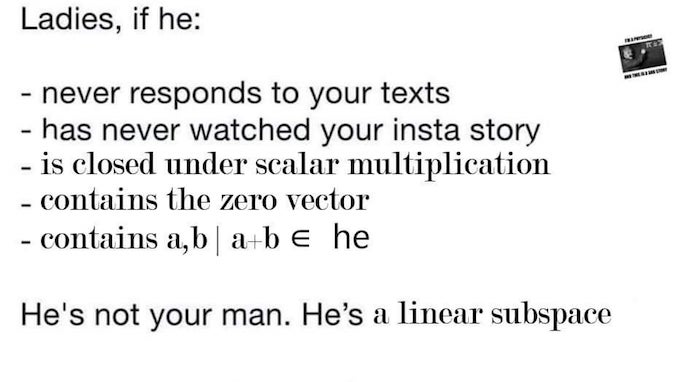 Ladies, if he:
- never responds to your texts
- has never watched your insta story
- is closed under scalar multiplication
- contains the zero vector
- contains a,b | a+b ∈ he
He's not your man. He’s a linear subspace